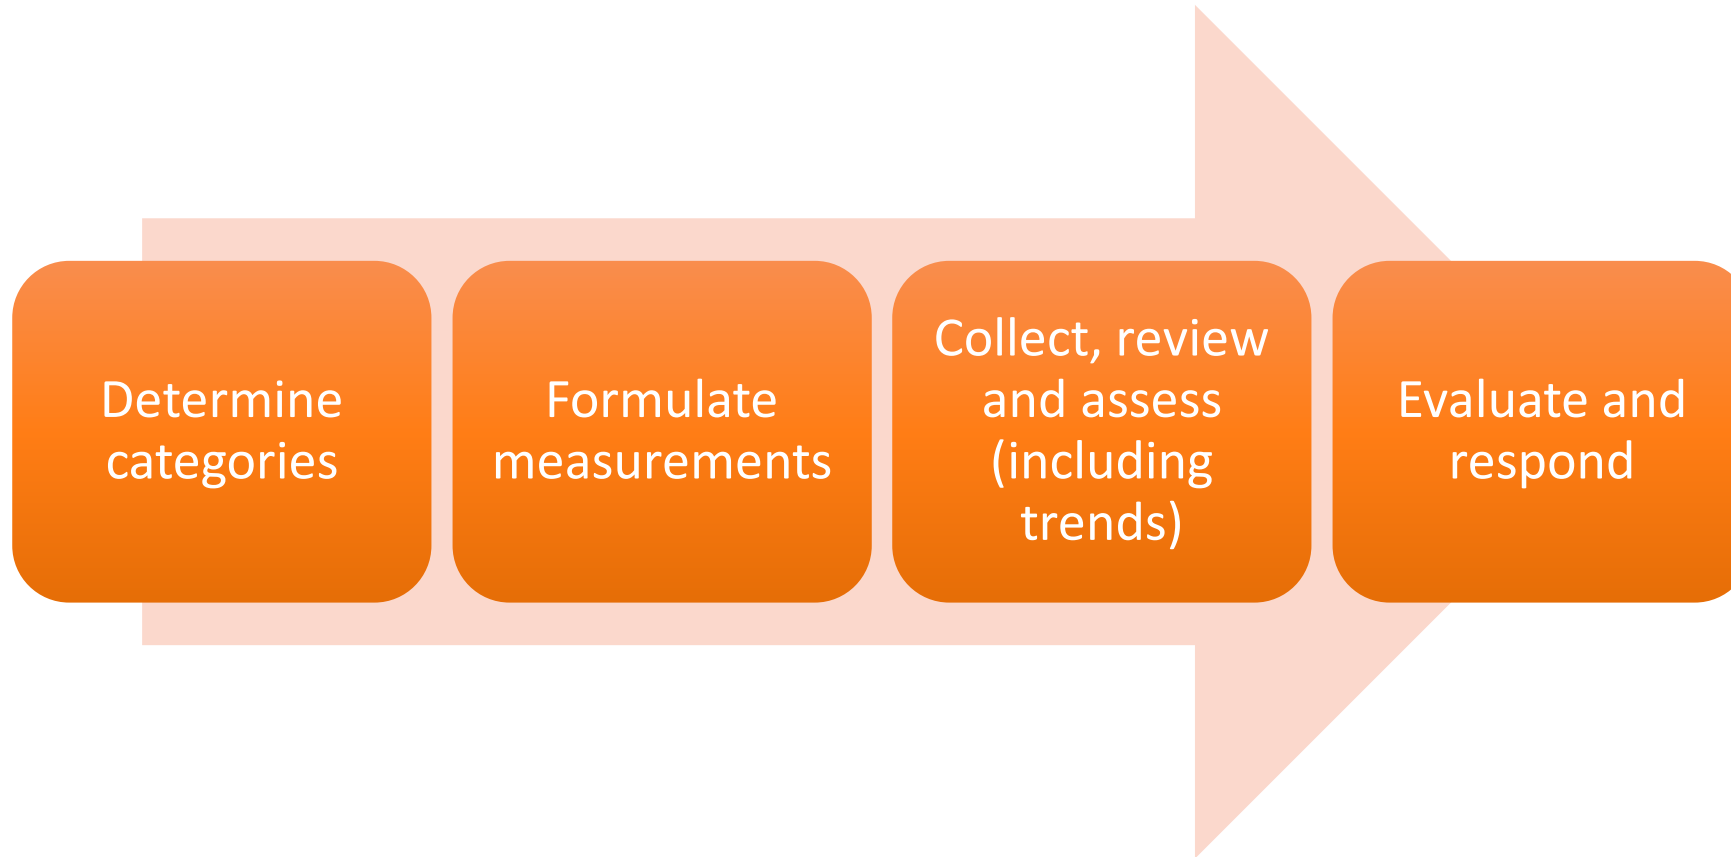 Determine
categories
Formulate
measurements
Collect, review
and assess
(including
trends)
Evaluate and
respond